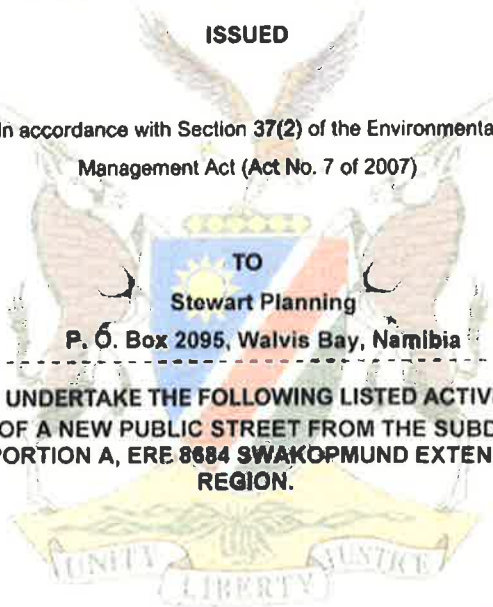 ISSUED
In accordance with Section 37(2) of the Environmenta
Management Act (Act No. 7 of 2007)
TO
Stewart Planning
P. O. Box 2095, Walvis Bay, Namibia
UNDERTAKE THE FOLLOWING LISTED ACTIV
OF A NEW PUBLIC STREET FROM THE SUBD
PORTION A, ERF 8684 SWAKOPMUND EXTEN
REGION.
UNITY LIBERTY JUSTICE